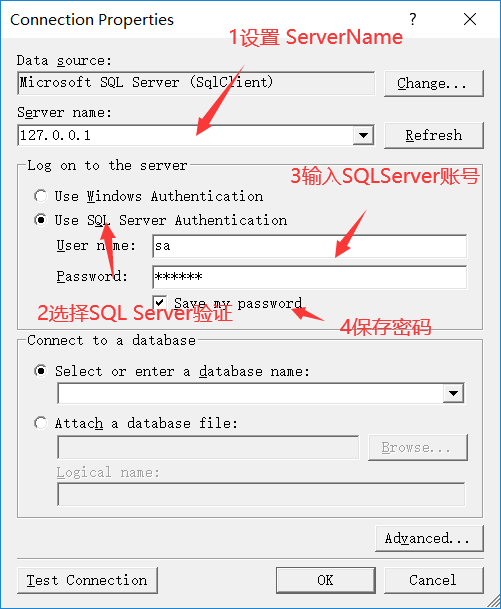 Connection Properties
1设置 ServerName
Data source:
Microsoft SQL Server (SqlClient)
Change...
Server name:
127.0.0.1
Refresh
Log on to the server
3输入SQLServer账号
Use Windows Authentication
Use SQL Server Authentication
User name:
sa
Password:
******
Save my password
2选择SQL Server验证
4保存密码
Connect to a database
Select or enter a database name:
Attach a database file:
Browse...
Logical name:
Advanced...
Test Connection
OK
Cancel